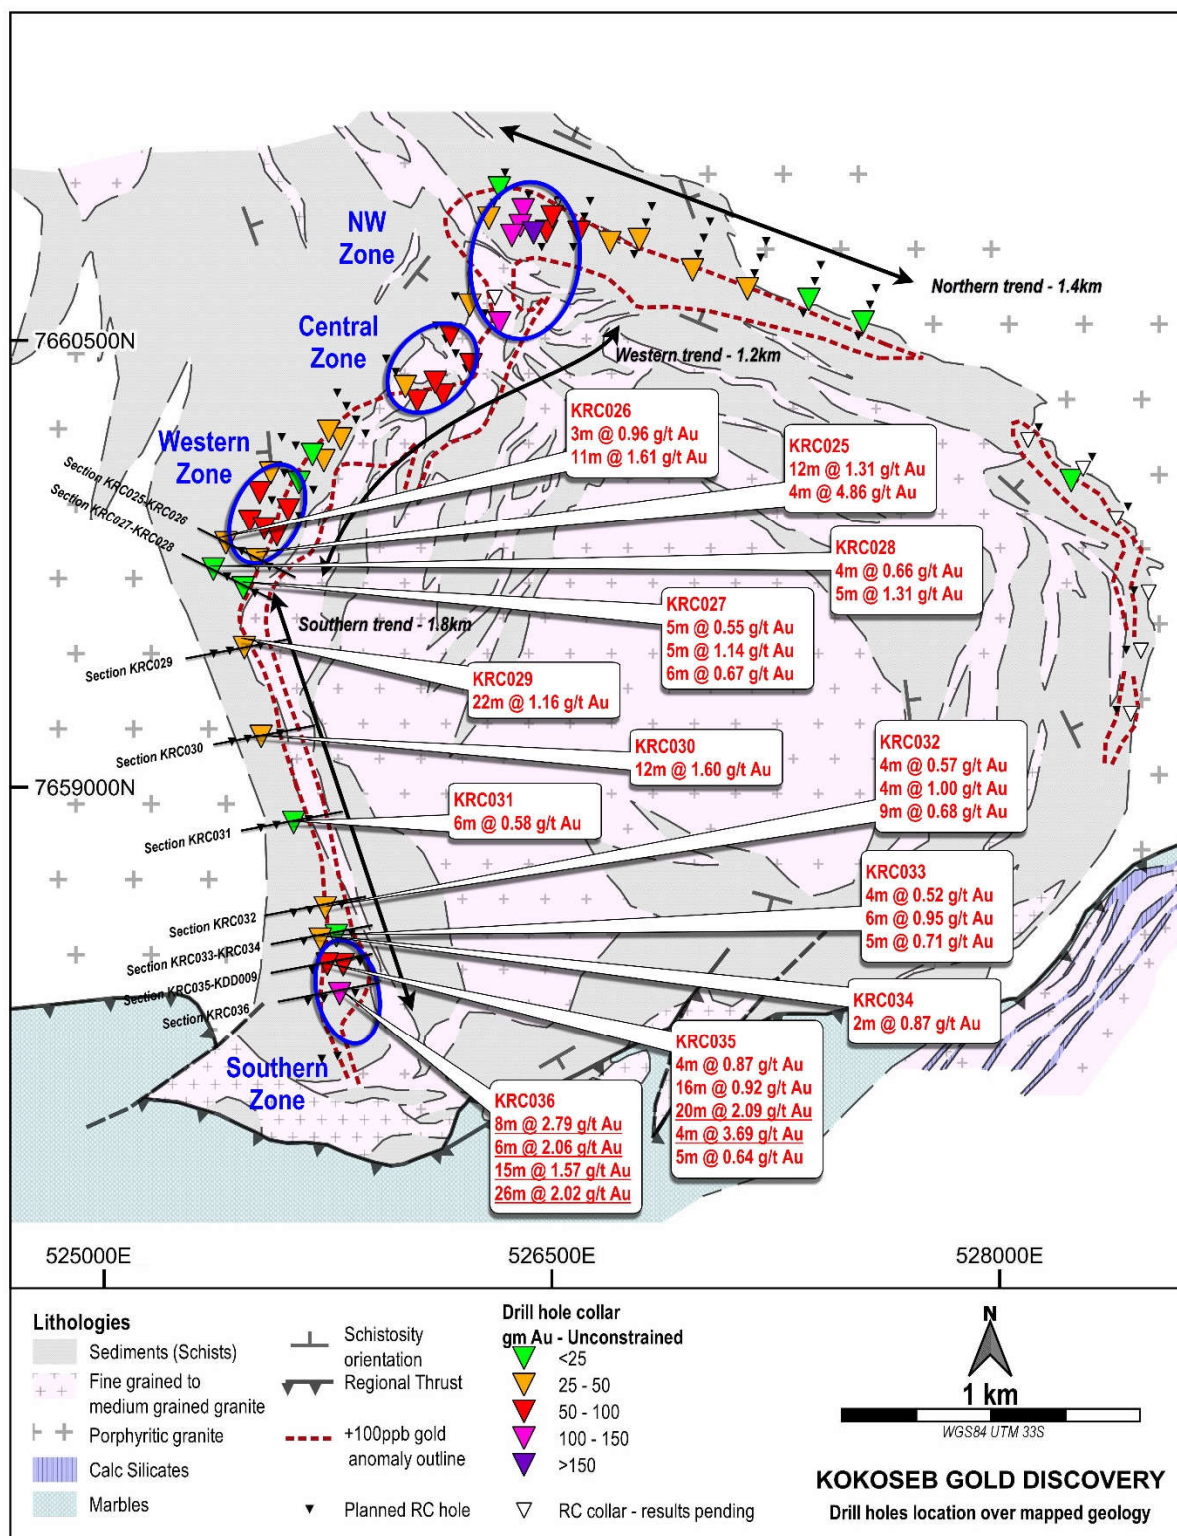 NW
Zone
Northern trend - 1.4km
Central
Zone
7660500N
Western trend - 1.2km
KRC026
3m @ 0.96 g/t Au
11m @ 1.61 g/t Au
KRC025
12m @ 1.31 g/t Au
4m @ 4.86 g/t Au
Western
Zone
Section KRC025-KRC026
Section KRC027-KRC028
KRC028
4m @ 0.66 g/t Au
5m @ 1.31 g/t Au
KRC027
5m @ 0.55 g/t Au
5m @ 1.14 g/t Au
6m @ 0.67 g/t Au
Southern trend - 1.8km
Section KRC029
KRC029
22m @ 1.16 g/t Au
Section KRC030
KRC030
12m @ 1.60 g/t Au
KRC032
4m @ 0.57 g/t Au
4m @ 1.00 g/t Au
9m @ 0.68 g/t Au
7659000N
KRC031
6m @ 0.58 g/t Au
Section KRC031
KRC033
4m @ 0.52 g/t Au
6m @ 0.95 g/t Au
5m @ 0.71 g/t Au
Section KRC032
Section KRC033-KRC034
Section KRC035-KDD009
Section KRC036
KRC034
2m @ 0.87 g/t Au
KRC035
4m @ 0.87 g/t Au
16m @ 0.92 g/t Au
20m @ 2.09 g/t Au
4m @ 3.69 g/t Au
5m @ 0.64 g/t Au
Southern
Zone
KRC036
8m @ 2.79 g/t Au
6m @ 2.06 g/t Au
15m @ 1.57 g/t Au
26m @ 2.02 g/t Au
525000E
526500E
528000E
Lithologies
Sediments (Schists)
Fine grained to
medium grained granite
Porphyritic granite
Calc Silicates
Marbles
Schistosity
orientation
Regional Thrust
+100ppb gold
anomaly outline
Planned RC hole
Drill hole collar
gm Au - Unconstrained
<25
25 - 50
50 - 100
100 - 150
>150
RC collar - results pending
N
1 km
WGS84 UTM 33S
KOKOSEB GOLD DISCOVERY
Drill holes location over mapped geology